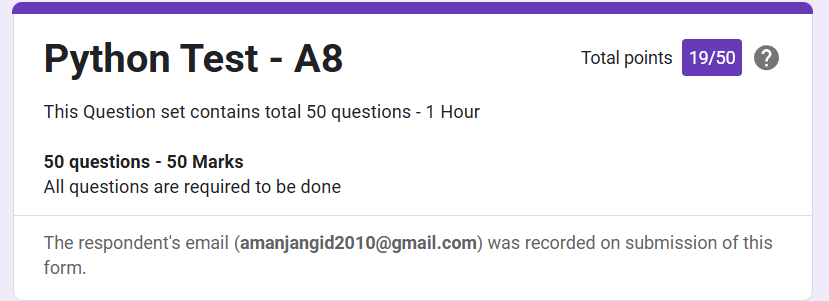 Python Test - A8
Total points 19/50
This Question set contains total 50 questions - 1 Hour
50 questions - 50 Marks
All questions are required to be done
The respondent's email (amanjangid2010@gmail.com) was recorded on submission of this
form.